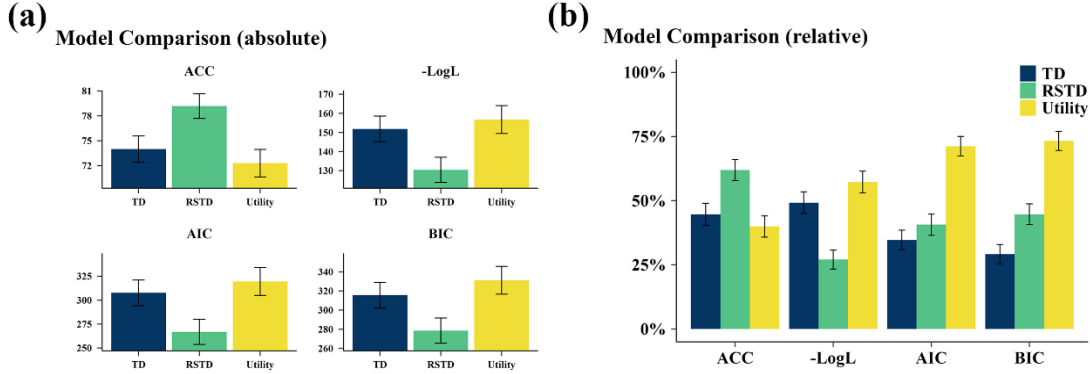 (a)
Model Comparison (absolute)
ACC
81
78
75
72
TD RSTD Utility
-LogL
170
160
150
140
130
TD RSTD Utility
AIC
325
300
275
250
TD RSTD Utility
BIC
340
320
300
280
260
TD RSTD Utility
(b)
Model Comparison (relative)
100%
75%
50%
25%
0%
TD
RSTD
Utility
ACC -LogL AIC BIC